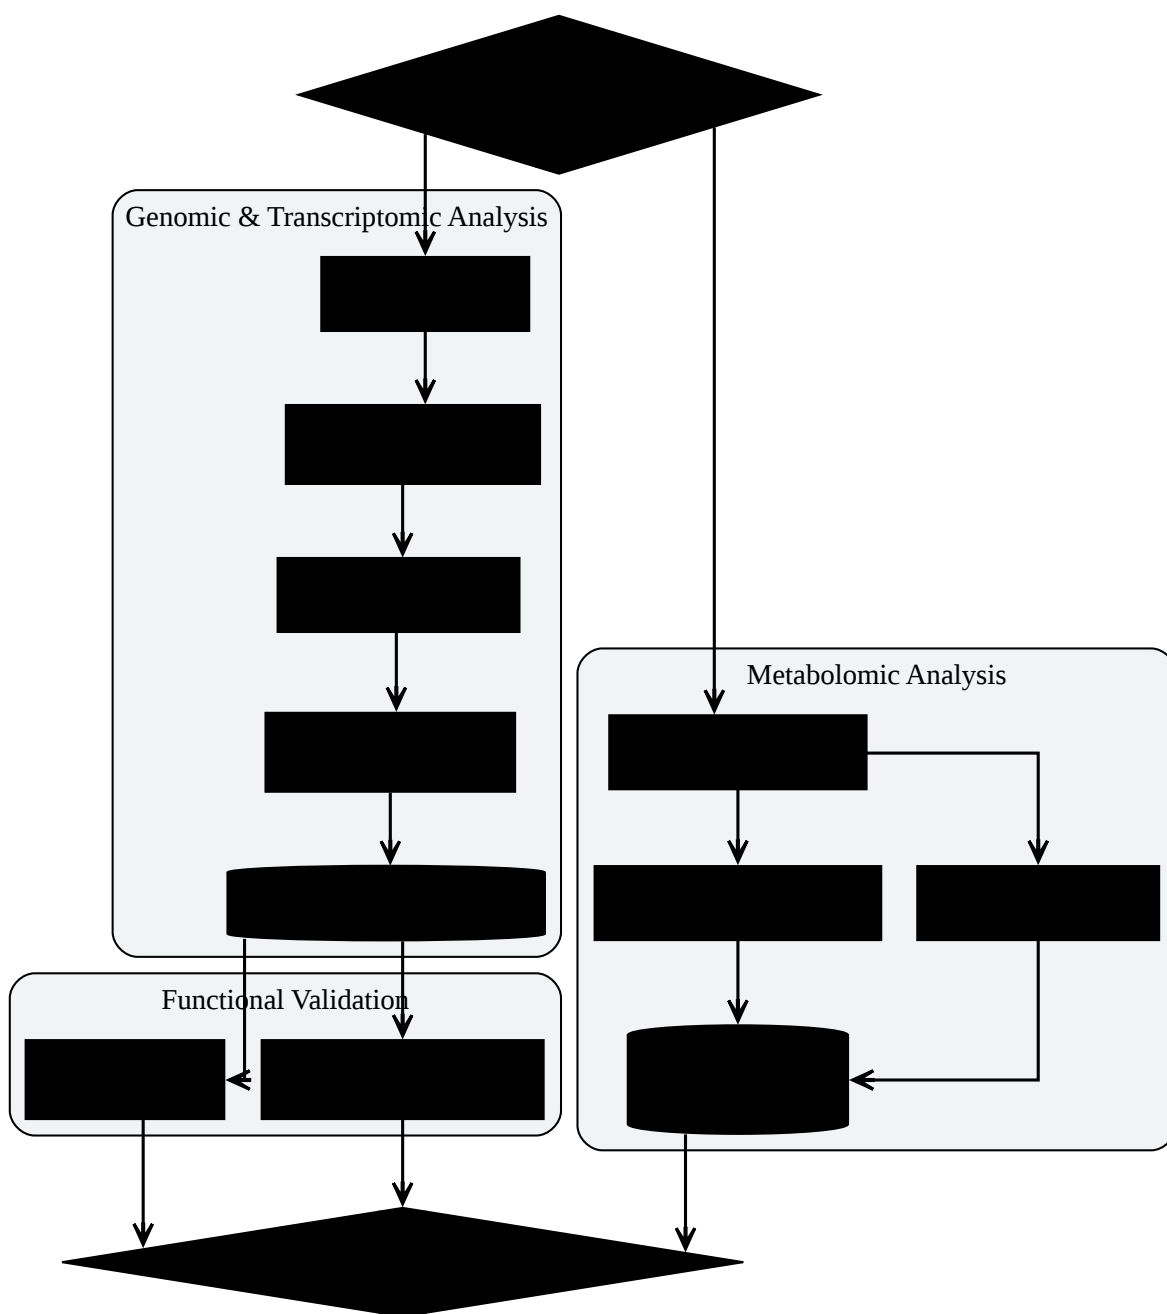 Genomic & Transcriptomic Analysis
Metabolomic Analysis
Functional Validation